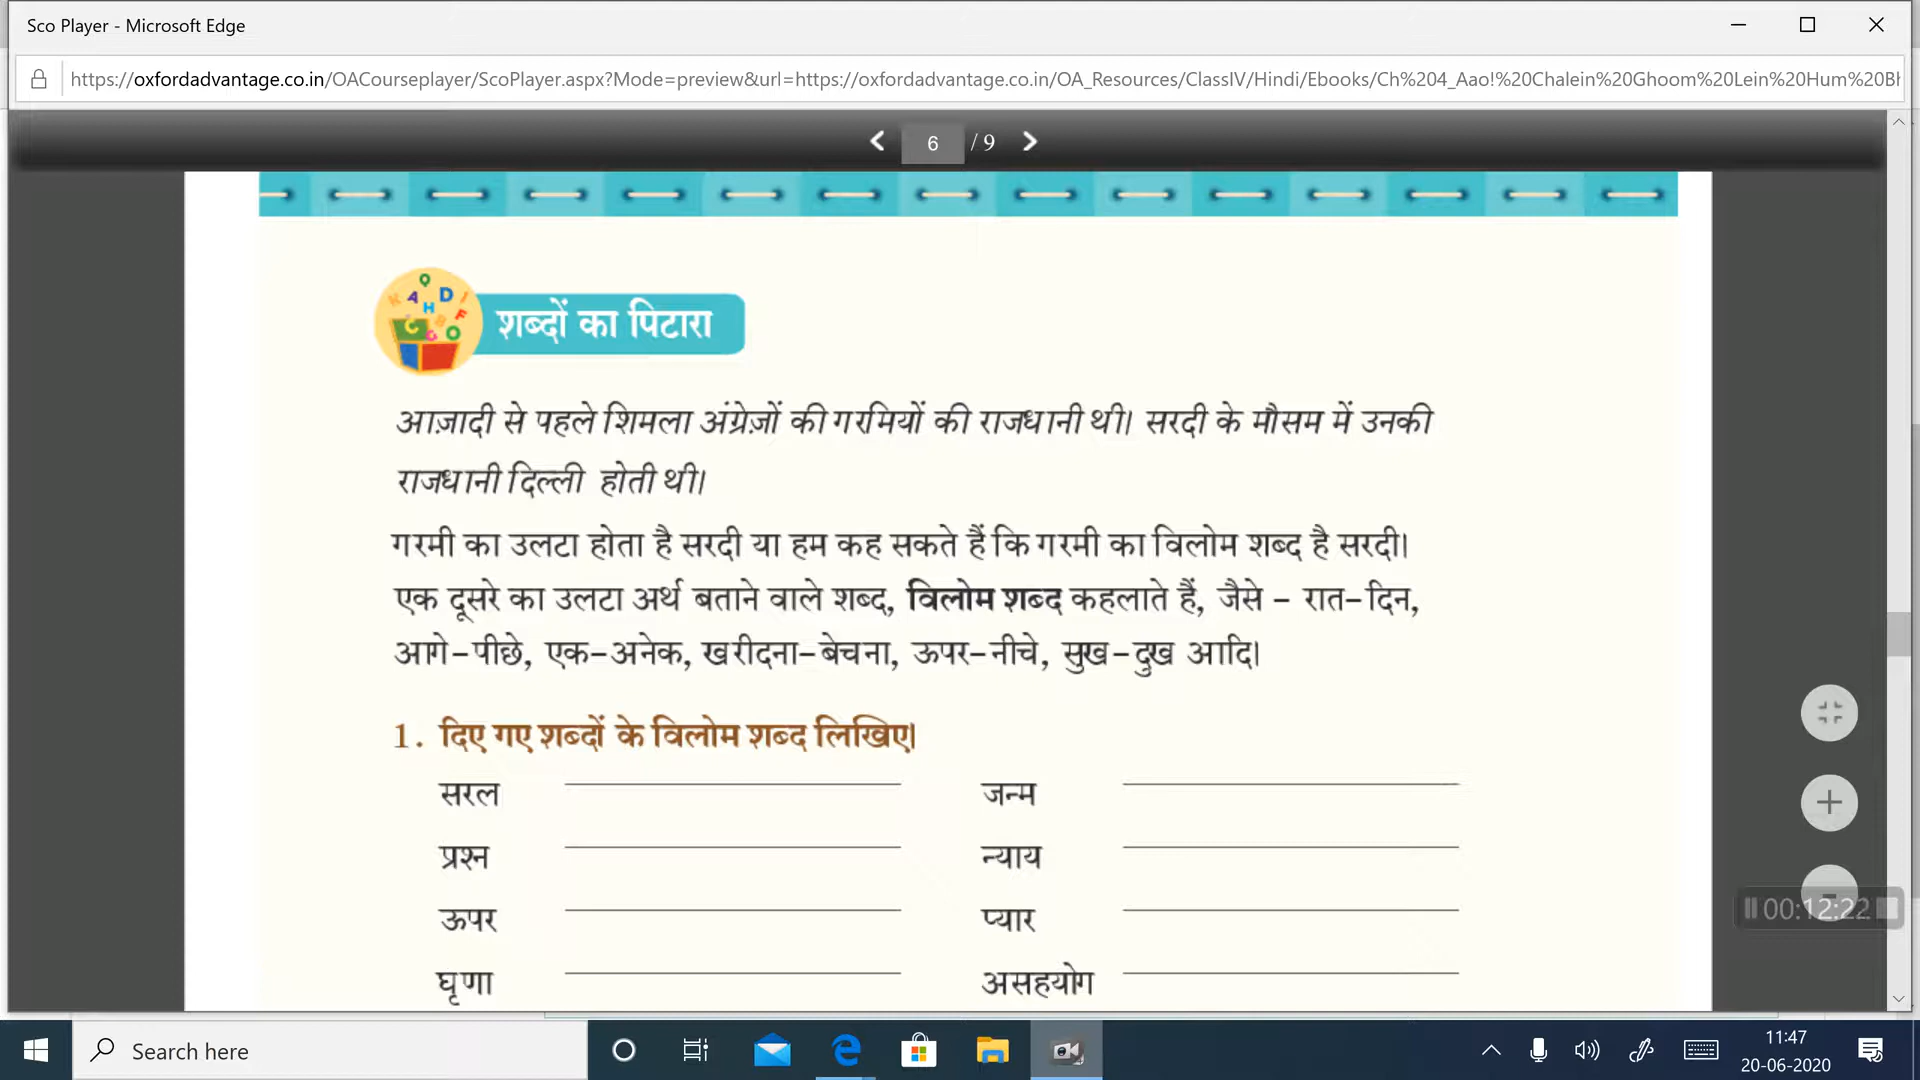 Sco Player - Microsoft Edge
https://oxfordadvantage.co.in/OACourseplayer/ScoPlayer.aspx?Mode=preview&url=https://oxfordadvantage.co.in/OA_Resources/ClassIV/Hindi/Ebooks/Ch%204_Aao!%20Chalein%20Ghoom%20Lein%20Hum%20Bh
6 / 9
शब्दों का पिटारा
आज़ादी से पहले शिमला अंग्रेज़ों की गरमियों की राजधानी थी। सरदी के मौसम में उनकी
राजधानी दिल्ली होती थी।
गरमी का उलटा होता है सरदी या हम कह सकते हैं कि गरमी का विलोम शब्द है सरदी।
एक दूसरे का उलटा अर्थ बताने वाले शब्द, विलोम शब्द कहलाते हैं, जैसे – रात–दिन,
आगे–पीछे, एक–अनेक, खरीदना–बेचना, ऊपर–नीचे, सुख–दुख आदि।
1. दिए गए शब्दों के विलोम शब्द लिखिए।
सरल जन्म
प्रश्न न्याय
ऊपर प्यार
घृणा असहयोग
00:12:22
Search here
11:47
20-06-2020